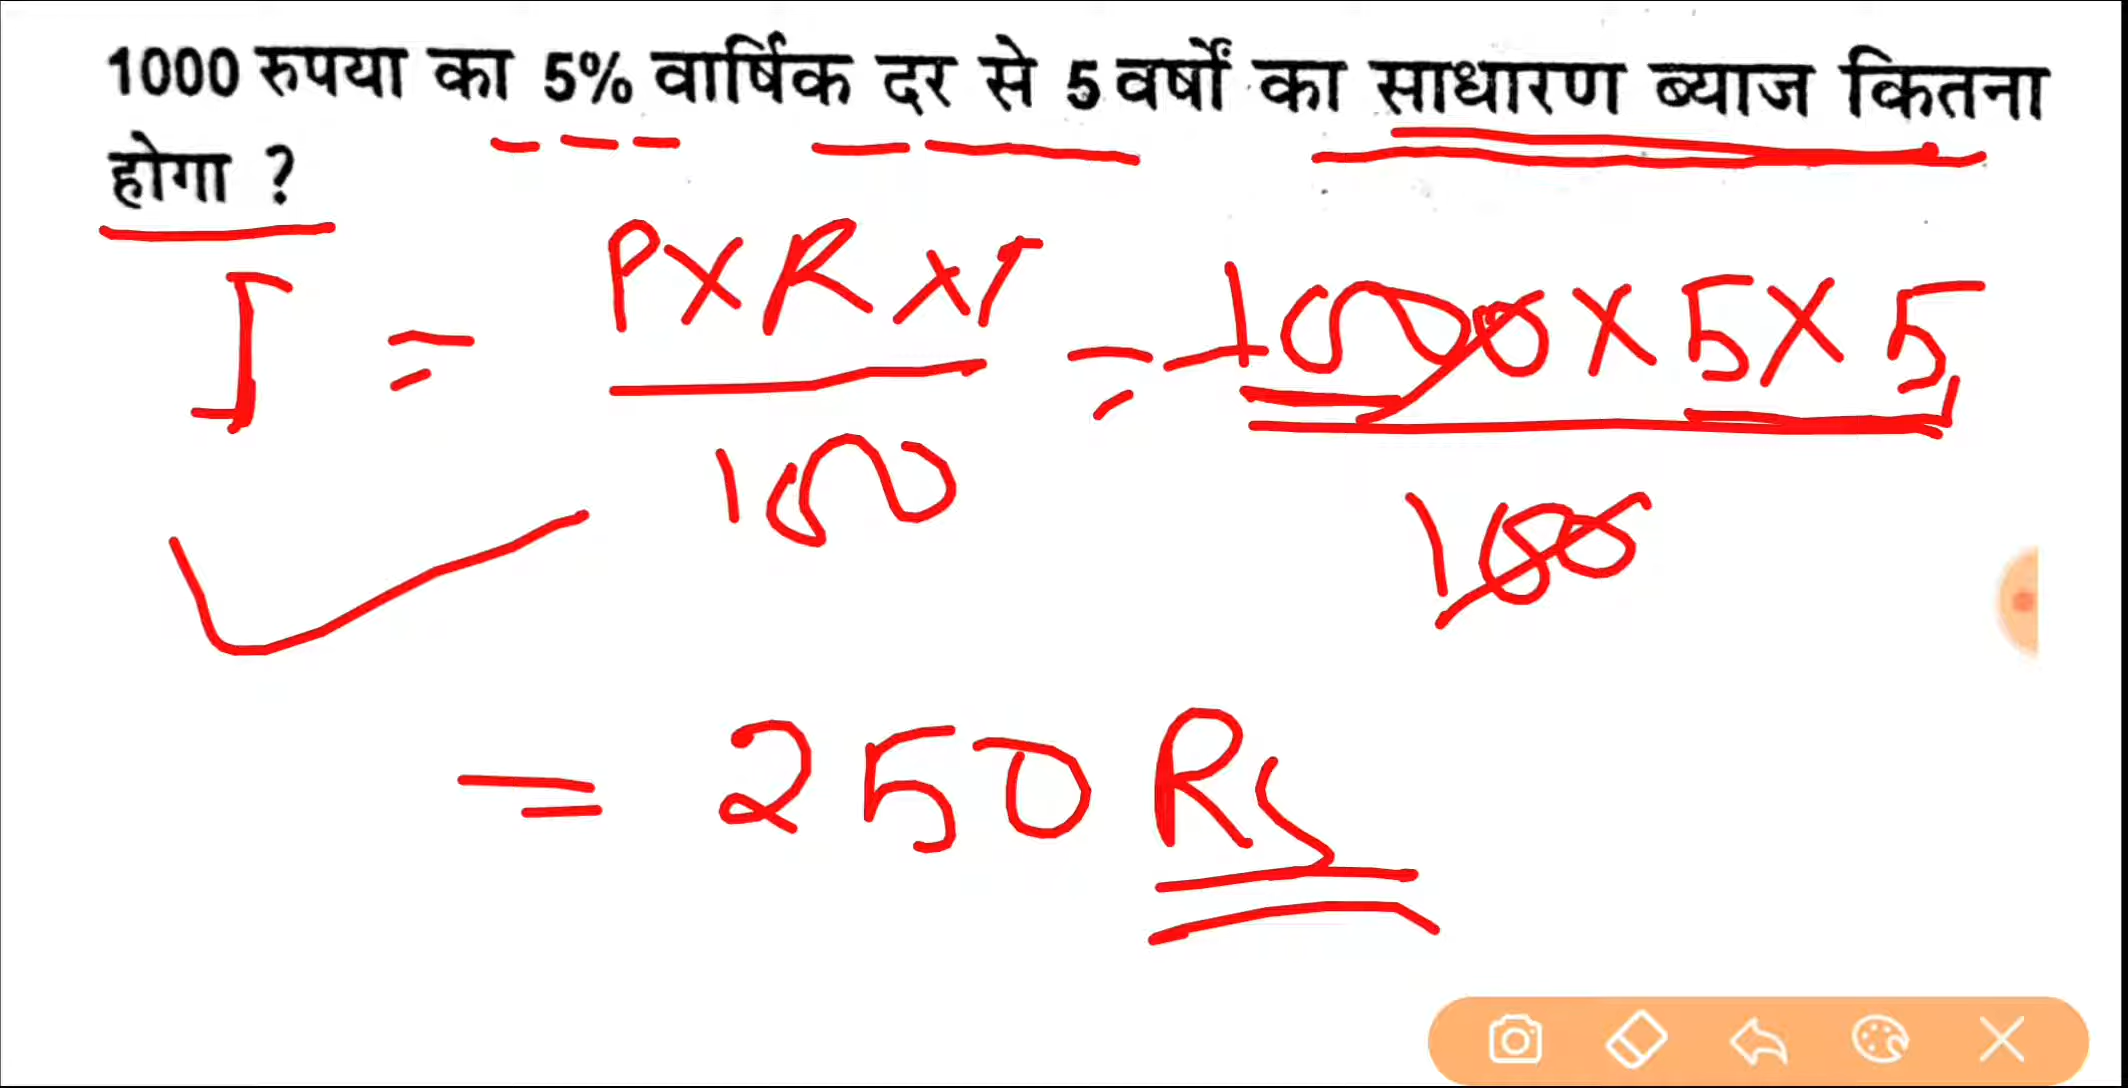 1000 रुपया का 5% वार्षिक दर से 5 वर्षों का साधारण ब्याज कितना
होगा ?
I = P X R X T / 100 = 1000 X 5 X 5 / 100
= 250 Rs